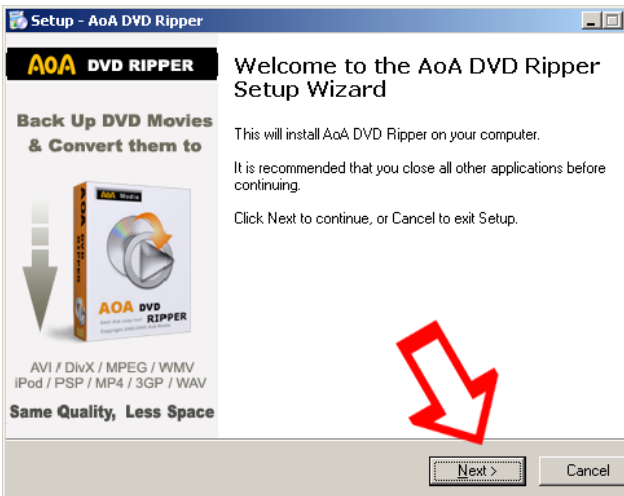 Setup - AoA DVD Ripper
AOA DVD RIPPER
Back Up DVD Movies
& Convert them to
AOA Media
AOA DVD
RIPPER
AOA DVD
RIPPER
AVI / DivX / MPEG / WMV
iPod / PSP / MP4 / 3GP / WAV
Same Quality, Less Space
Welcome to the AoA DVD Ripper
Setup Wizard
This will install AoA DVD Ripper on your computer.
It is recommended that you close all other applications before
continuing.
Click Next to continue, or Cancel to exit Setup.
Next >
Cancel